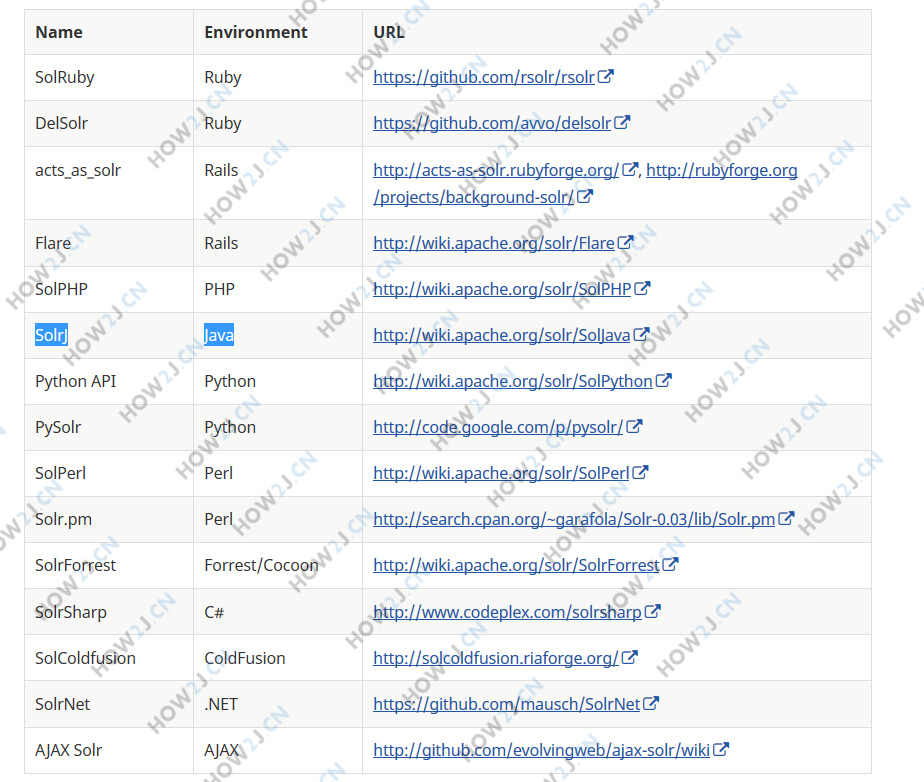 Name Environment URL
SolRuby Ruby https://github.com/rsolr/rsolr
DelSolr Ruby https://github.com/avvo/delsolr
acts_as_solr Rails http://acts-as-solr.rubyforge.org/, http://rubyforge.org
/projects/background-solr/
Flare Rails http://wiki.apache.org/solr/Flare
SolPHP PHP http://wiki.apache.org/solr/SolPHP
SolrJ Java http://wiki.apache.org/solr/SolJava
Python API Python http://wiki.apache.org/solr/SolPython
PySolr Python http://code.google.com/p/pysolr/
SolPerl Perl http://wiki.apache.org/solr/SolPerl
Solr.pm Perl http://search.cpan.org/~garafola/Solr-0.03/lib/Solr.pm
SolrForrest Forrest/Cocoon http://wiki.apache.org/solr/SolrForrest
SolrSharp C# http://www.codeplex.com/solrsharp
SolColdfusion ColdFusion http://solcoldfusion.riaforge.org/
SolrNet .NET https://github.com/mausch/SolrNet
AJAX Solr AJAX http://github.com/evolvingweb/ajax-solr/wiki
HOW2J.CN